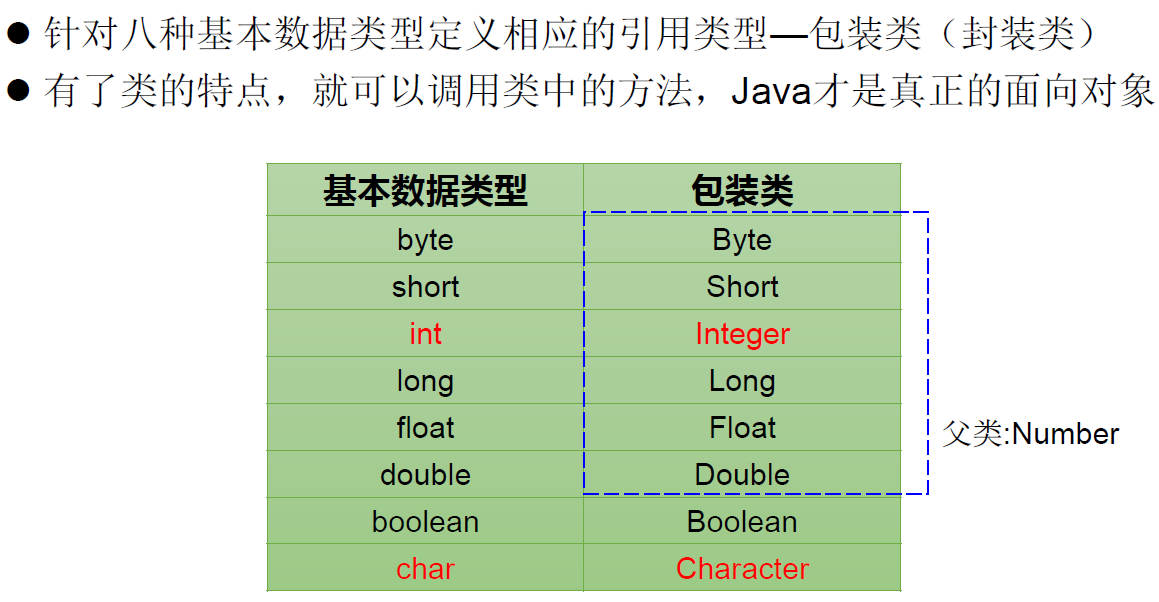 ● 针对八种基本数据类型定义相应的引用类型—包装类（封装类）
● 有了类的特点，就可以调用类中的方法，Java才是真正的面向对象
基本数据类型 包装类
byte Byte
short Short
int Integer
long Long
float Float
double Double
boolean Boolean
char Character
父类:Number